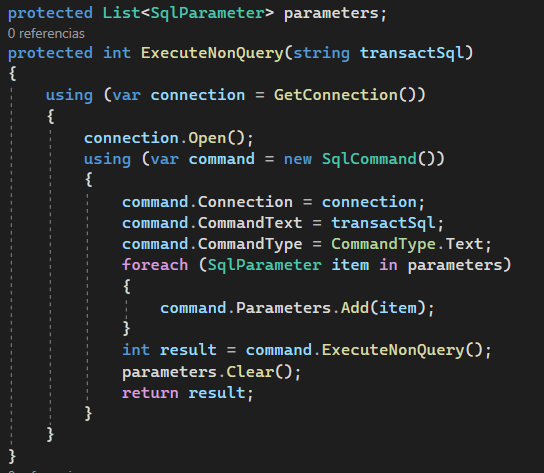 protected List<SqlParameter> parameters;
0 referencias
protected int ExecuteNonQuery(string transactSql)
{
    using (var connection = GetConnection())
    {
        connection.Open();
        using (var command = new SqlCommand())
        {
            command.Connection = connection;
            command.CommandText = transactSql;
            command.CommandType = CommandType.Text;
            foreach (SqlParameter item in parameters)
            {
                command.Parameters.Add(item);
            }
            int result = command.ExecuteNonQuery();
            parameters.Clear();
            return result;
        }
    }
}